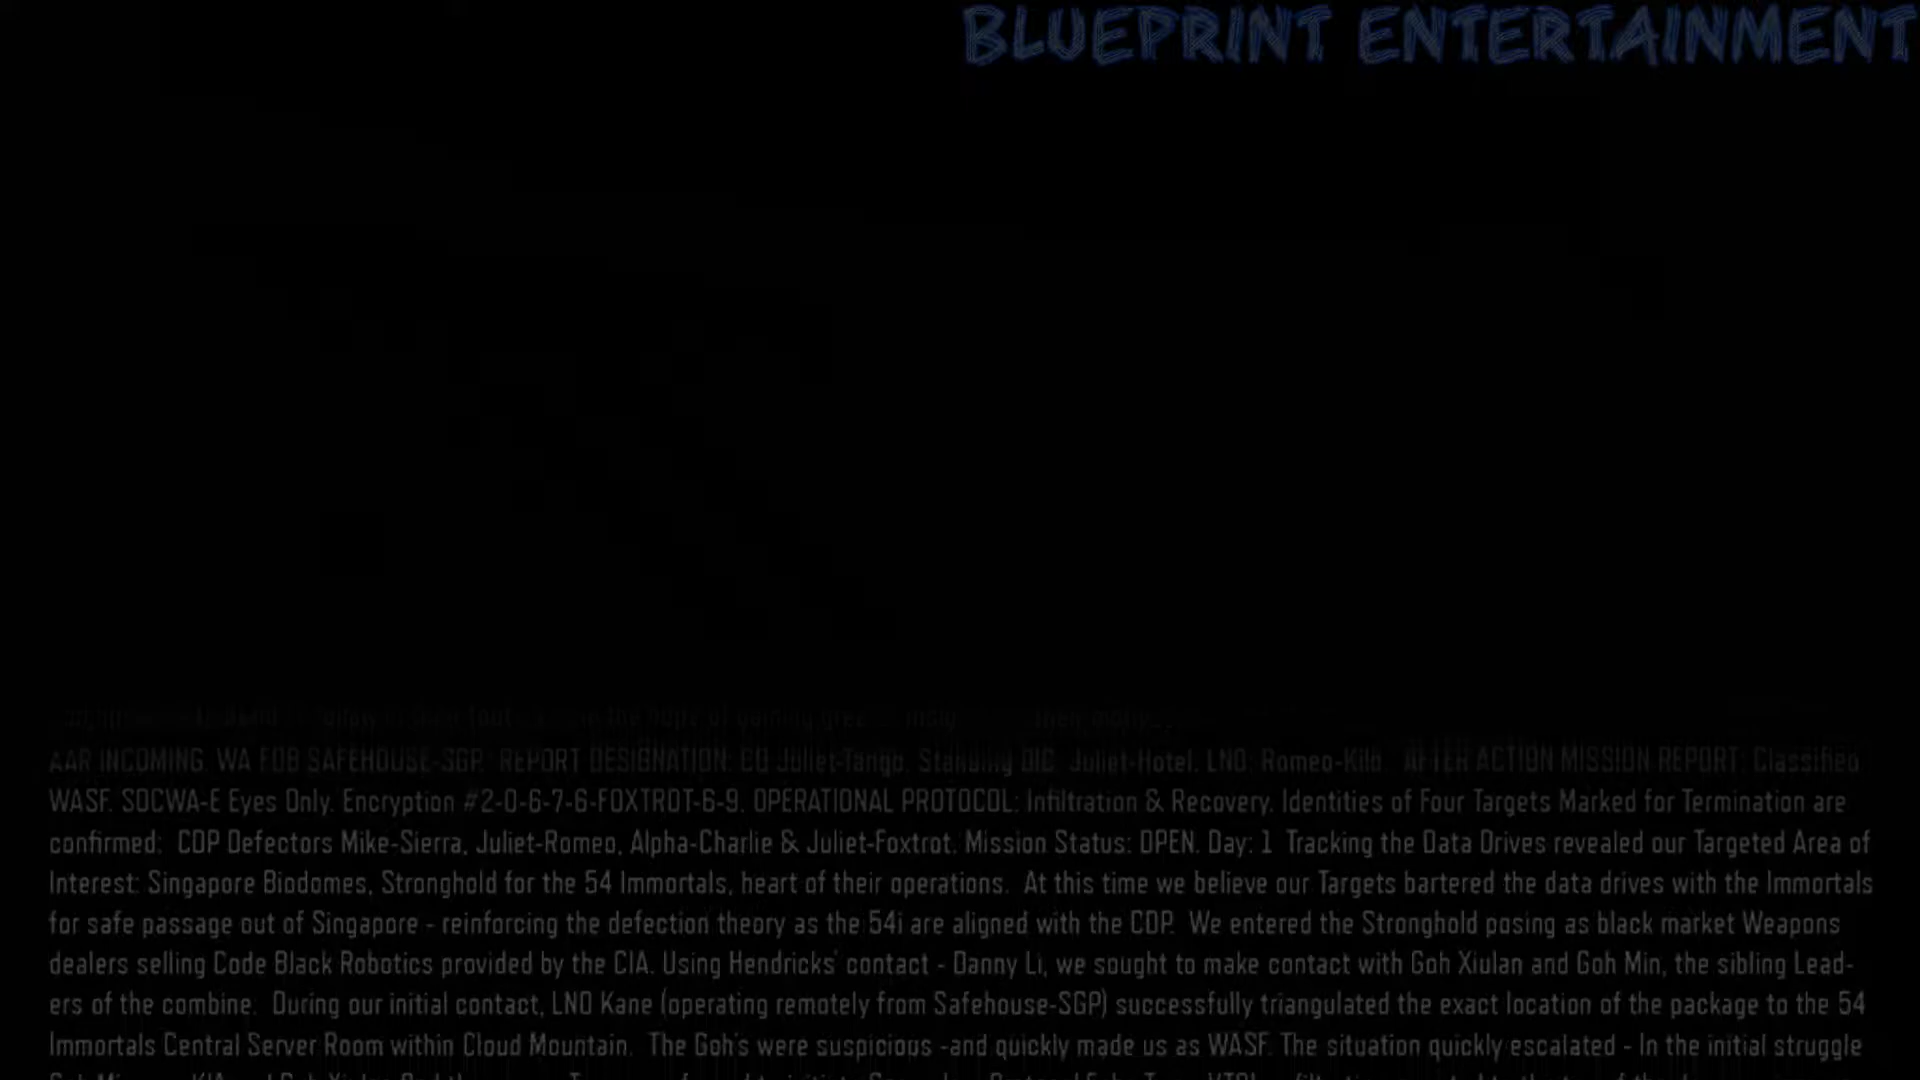 BLUEPRINT ENTERTAINMENT
the hope of gaining
AAR INCOMING. WA FOB SAFEHOUSE-SGP. REPORT DESIGNATION: CO Juliet-Tango. Standing OIC: Juliet-Hotel. LNO: Romeo-Kilo. AFTER ACTION MISSION REPORT: Classified
WASF. SOCWA-E Eyes Only. Encryption #2-0-6-7-6-FOXTROT-6-9. OPERATIONAL PROTOCOL: Infiltration & Recovery. Identities of Four Targets Marked for Termination are
confirmed: CDP Defectors Mike-Sierra, Juliet-Romeo, Alpha-Charlie & Juliet-Foxtrot. Mission Status: OPEN. Day: 1 Tracking the Data Drives revealed our Targeted Area of
Interest: Singapore Biodomes, Stronghold for the 54 Immortals, heart of their operations. At this time we believe our Targets bartered the data drives with the Immortals
for safe passage out of Singapore - reinforcing the defection theory as the 54i are aligned with the CDP. We entered the Stronghold posing as black market Weapons
dealers selling Code Black Robotics provided by the CIA. Using Hendricks' contact - Danny Li, we sought to make contact with Goh Xiulan and Goh Min, the sibling Lead-
ers of the combine. During our initial contact, LNO Kane (operating remotely from Safehouse-SGP) successfully triangulated the exact location of the package to the 54
Immortals Central Server Room within Cloud Mountain. The Goh's were suspicious -and quickly made us as WASF. The situation quickly escalated - In the initial struggle